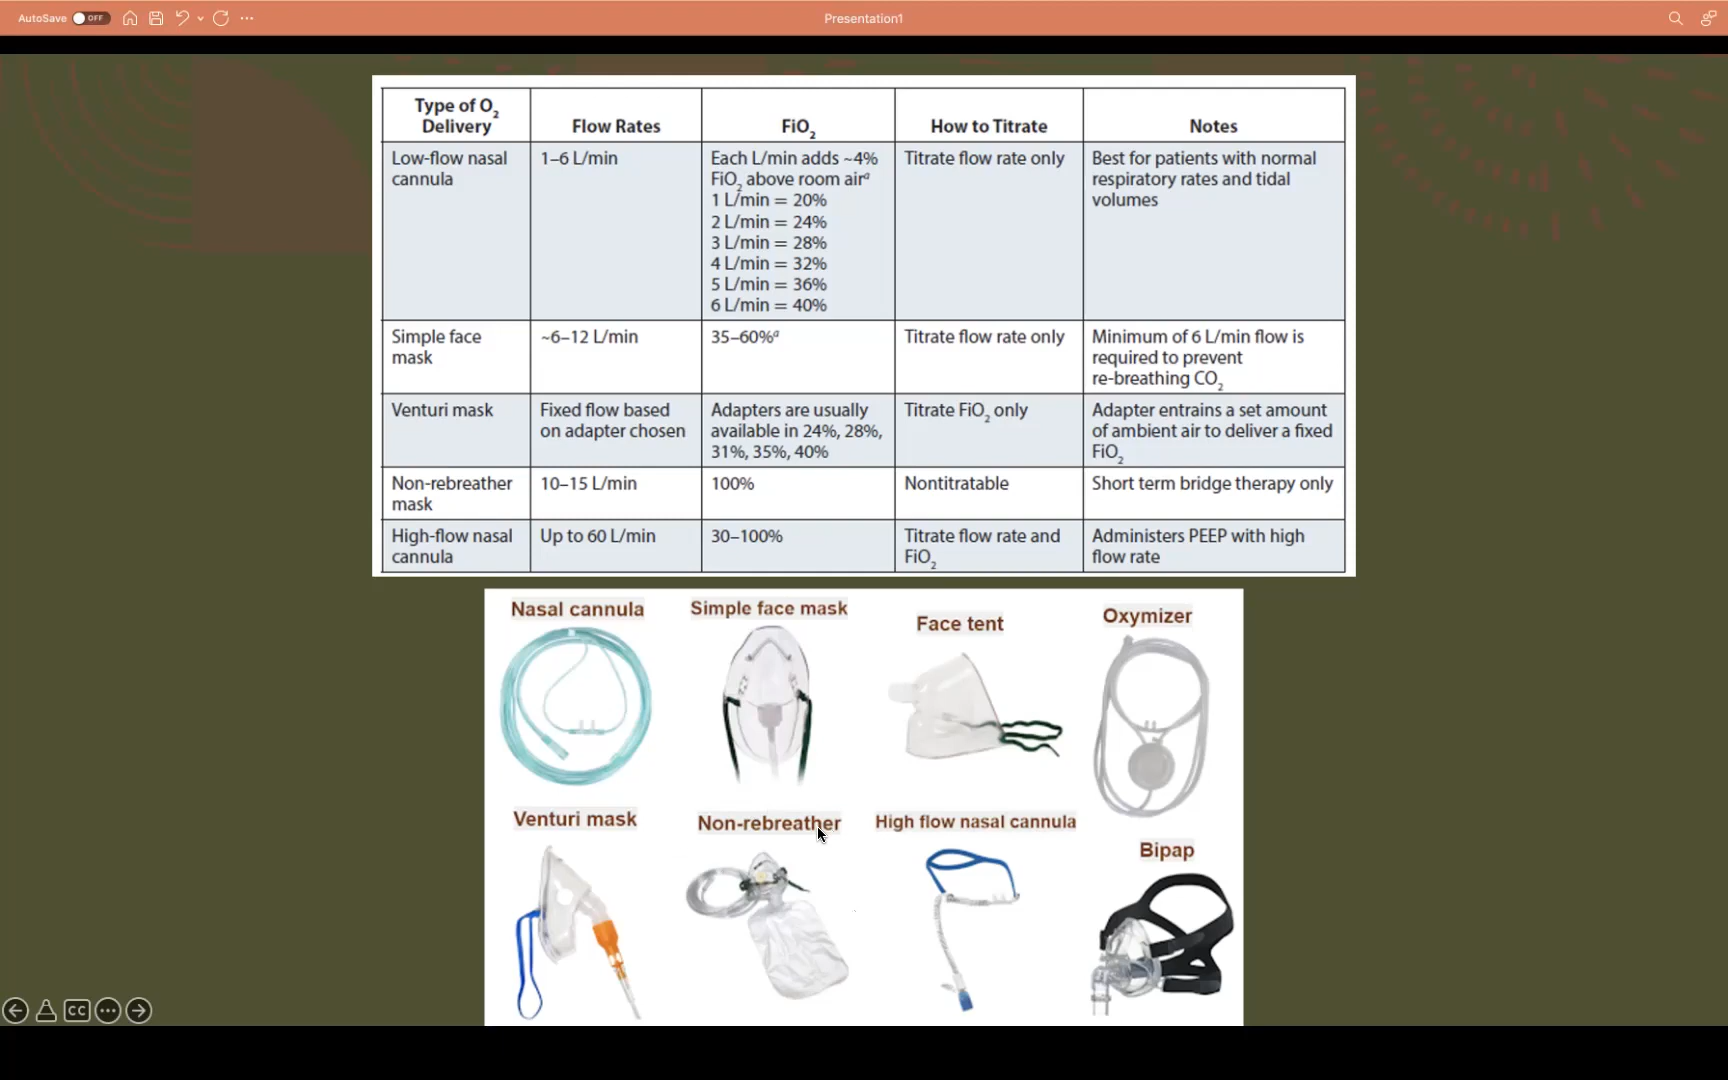 AutoSave OFF
Presentation1
Type of O2
Delivery
Flow Rates
FiO2
How to Titrate
Notes
Low-flow nasal
cannula
1–6 L/min
Each L/min adds ~4%
FiO2 above room airᵃ
1 L/min = 20%
2 L/min = 24%
3 L/min = 28%
4 L/min = 32%
5 L/min = 36%
6 L/min = 40%
Titrate flow rate only
Best for patients with normal
respiratory rates and tidal
volumes
Simple face
mask
~6–12 L/min
35–60%ᵃ
Titrate flow rate only
Minimum of 6 L/min flow is
required to prevent
re-breathing CO2
Venturi mask
Fixed flow based
on adapter chosen
Adapters are usually
available in 24%, 28%,
31%, 35%, 40%
Titrate FiO2 only
Adapter entrains a set amount
of ambient air to deliver a fixed
FiO2
Non-rebreather
mask
10–15 L/min
100%
Nontitratable
Short term bridge therapy only
High-flow nasal
cannula
Up to 60 L/min
30–100%
Titrate flow rate and
FiO2
Administers PEEP with high
flow rate
Nasal cannula
Simple face mask
Face tent
Oxymizer
Venturi mask
Non-rebreather
High flow nasal cannula
Bipap
CC